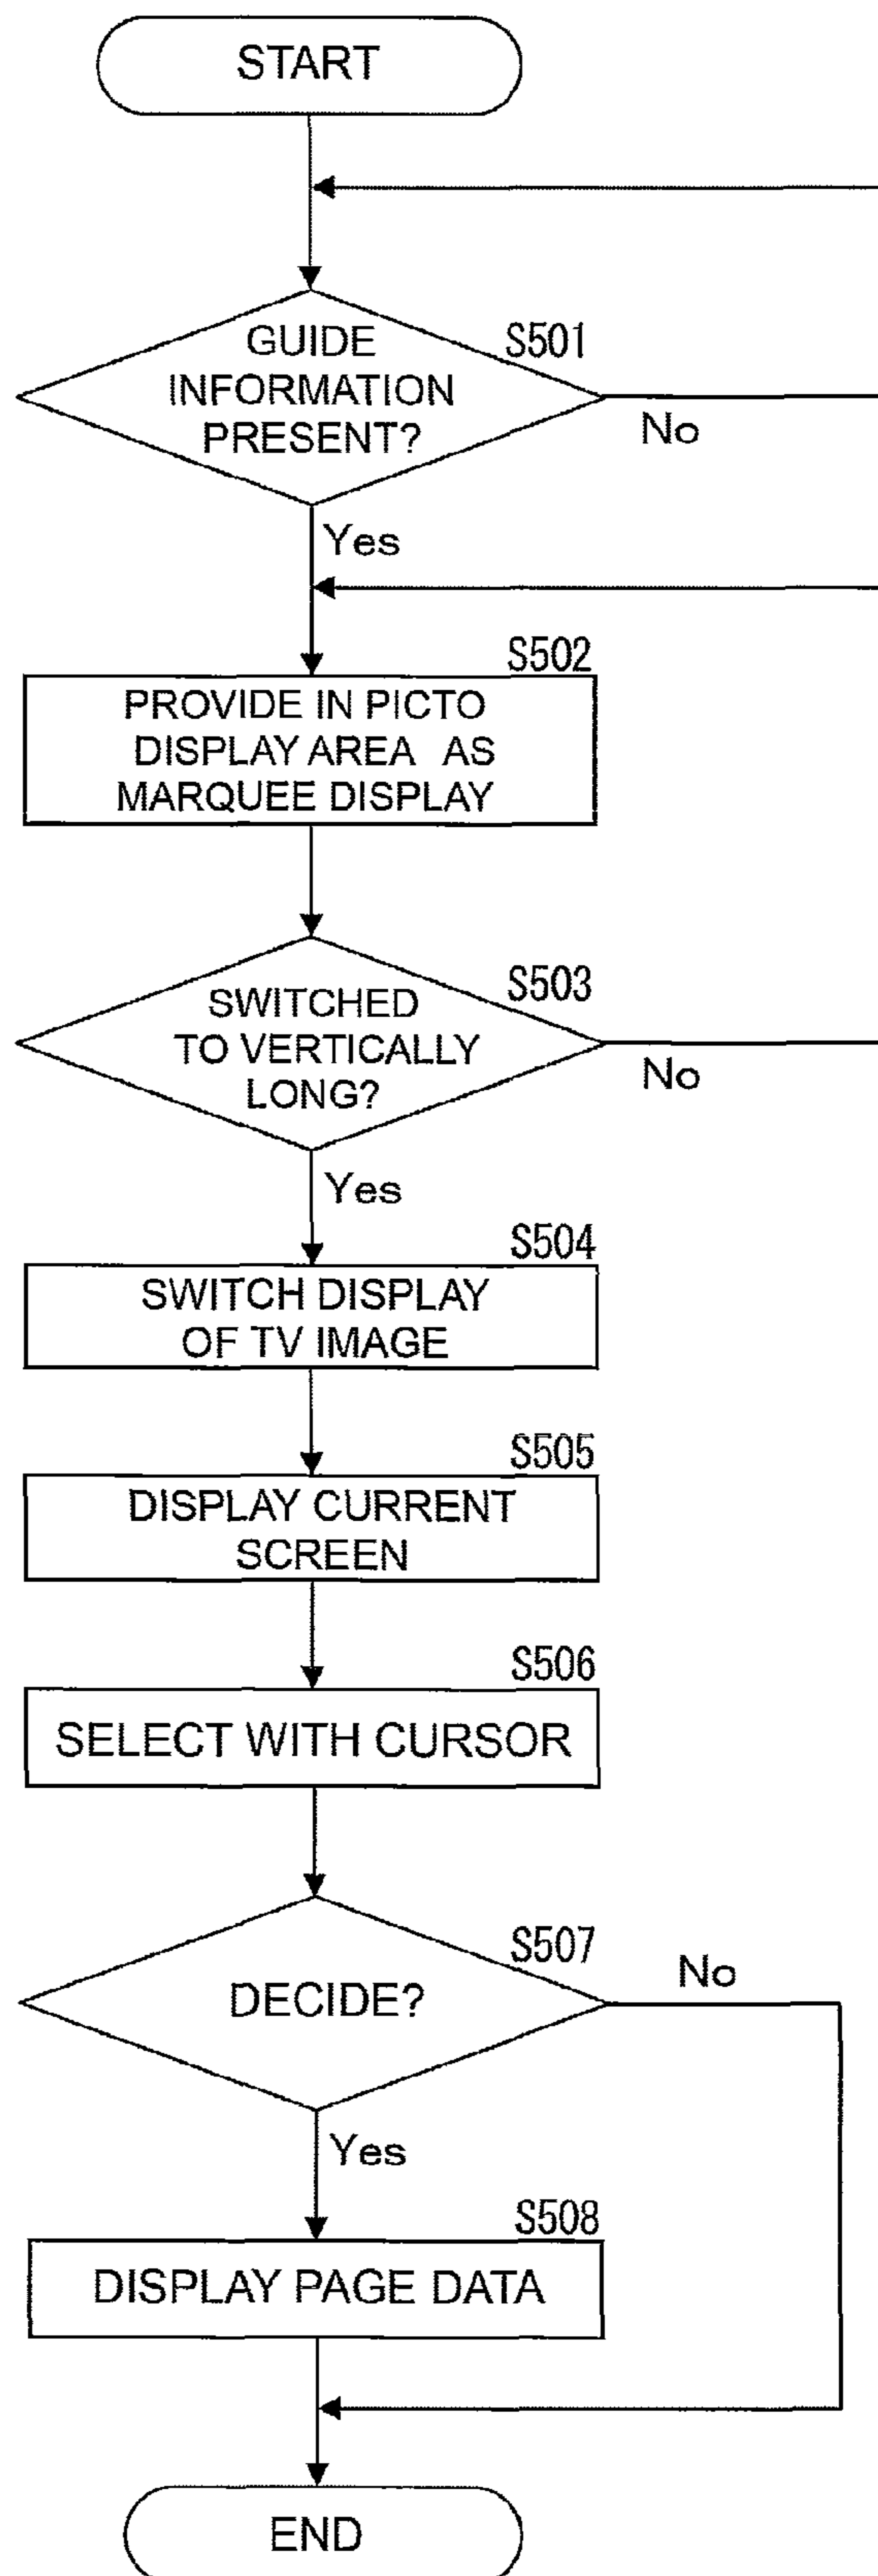 START
GUIDE
INFORMATION
PRESENT?
S501
No
Yes
S502
PROVIDE IN PICTO
DISPLAY AREA AS
MARQUEE DISPLAY
S503
SWITCHED
TO VERTICALLY
LONG?
No
Yes
S504
SWITCH DISPLAY
OF TV IMAGE
S505
DISPLAY CURRENT
SCREEN
S506
SELECT WITH CURSOR
S507
DECIDE?
No
Yes
S508
DISPLAY PAGE DATA
END